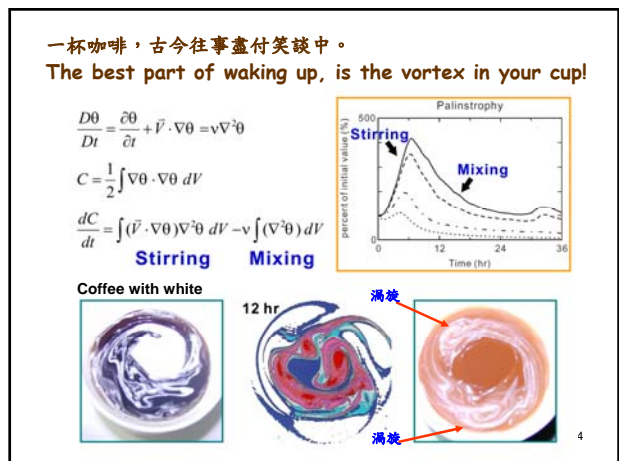 一杯咖啡，古今往事盡付笑談中。
The best part of waking up, is the vortex in your cup!
Dθ/Dt = ∂θ/∂t + V⃗ · ∇θ = ν∇²θ
C = 1/2 ∫ ∇θ · ∇θ dV
dC/dt = ∫ (V⃗ · ∇θ)∇²θ dV − ν ∫ (∇²θ) dV
Stirring Mixing
Palinstrophy
percent of initial value (%)
500
Stirring
Mixing
0
0 12 24 36
Time (hr)
Coffee with white
12 hr
渦旋
渦旋
4